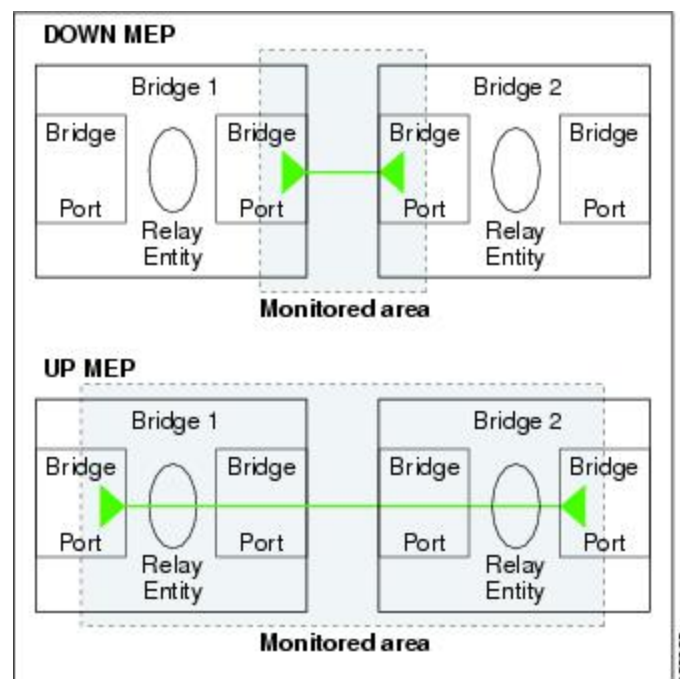 DOWN MEP
Bridge 1 Bridge 2
Bridge Bridge Bridge Bridge
Port Port Port Port
Relay Relay
Entity Entity
Monitored area
UP MEP
Bridge 1 Bridge 2
Bridge Bridge Bridge Bridge
Port Port Port Port
Relay Relay
Entity Entity
Monitored area